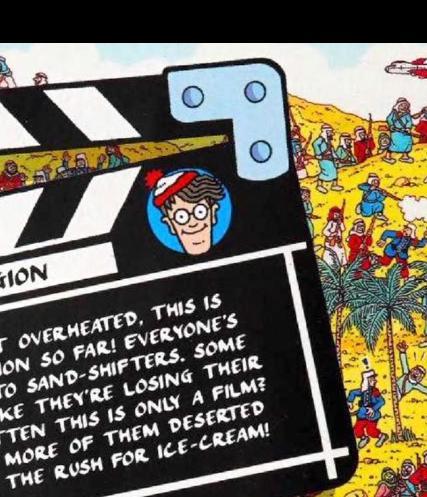 T OVERHEATED, THIS IS
ION SO FAR! EVERYONE'S
TO SAND-SHIFTERS. SOME
KE THEY'RE LOSING THEIR
TTEN THIS IS ONLY A FILM?
MORE OF THEM DESERTED
THE RUSH FOR ICE-CREAM!